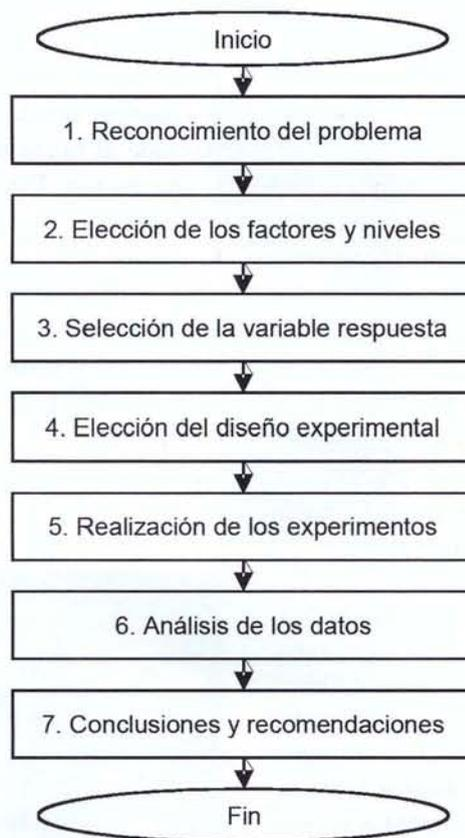 Inicio
1. Reconocimiento del problema
2. Elección de los factores y niveles
3. Selección de la variable respuesta
4. Elección del diseño experimental
5. Realización de los experimentos
6. Análisis de los datos
7. Conclusiones y recomendaciones
Fin